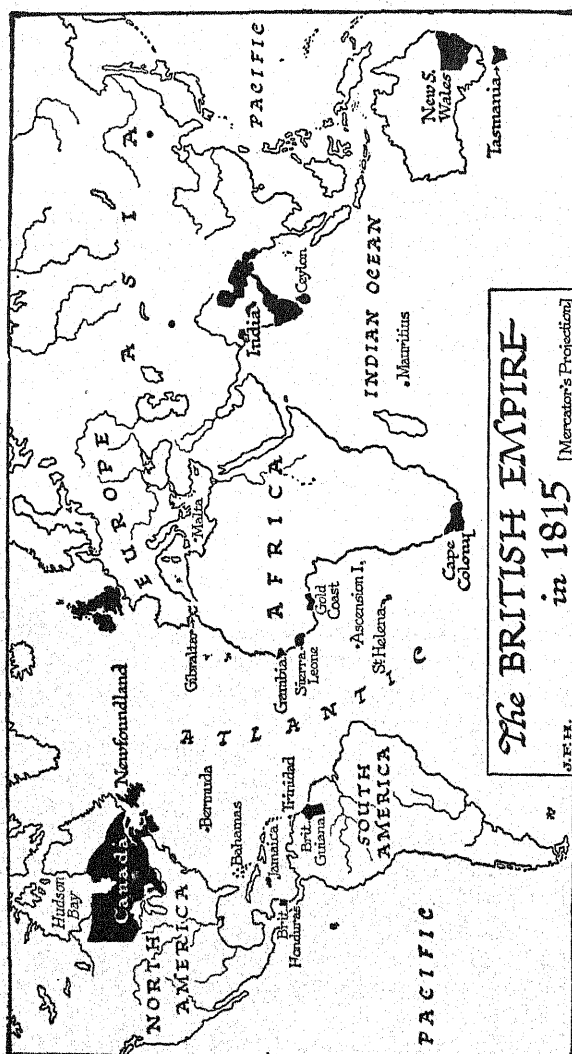 PACIFIC
ASIA
EUROPE
Hudson
Bay
Canada
Newfoundland
NORTH
AMERICA
Gibraltar
Malta
India
Ceylon
ATLANTIC
Bermuda
Bahamas
Jamaica
Trinidad
Brit.
Honduras
Brit.
Guiana
AFRICA
Gambia
Sierra
Leone
Gold
Coast
Ascension I.
St Helena
INDIAN OCEAN
Mauritius
New S.
Wales
Tasmania
PACIFIC
SOUTH
AMERICA
Cape
Colony
The BRITISH EMPIRE
in 1815
[Mercator's Projection]
J.F.H.